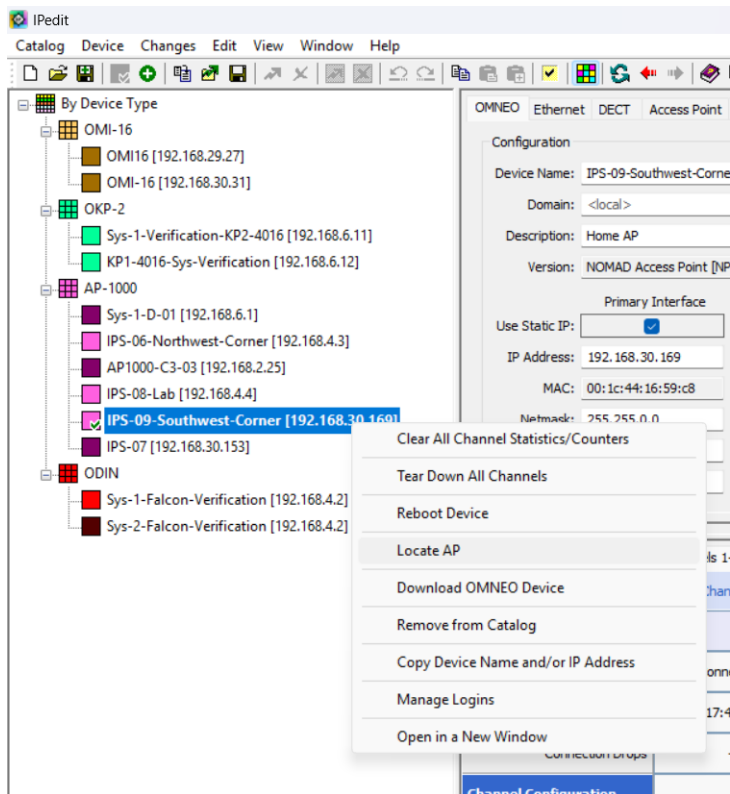 IPedit
Catalog Device Changes Edit View Window Help
By Device Type
OMI-16
OMI16 [192.168.29.27]
OMI-16 [192.168.30.31]
OKP-2
Sys-1-Verification-KP2-4016 [192.168.6.11]
KP1-4016-Sys-Verification [192.168.6.12]
AP-1000
Sys-1-D-01 [192.168.6.1]
IPS-06-Northwest-Corner [192.168.4.3]
AP1000-C3-03 [192.168.2.25]
IPS-08-Lab [192.168.4.4]
IPS-09-Southwest-Corner [192.168.30.169]
IPS-07 [192.168.30.153]
ODIN
Sys-1-Falcon-Verification [192.168.4.2]
Sys-2-Falcon-Verification [192.168.4.2]
OMNEO Ethernet DECT Access Point
Configuration
Device Name: IPS-09-Southwest-Corne
Domain: <local>
Description: Home AP
Version: NOMAD Access Point [NP
Primary Interface
Use Static IP:
IP Address: 192.168.30.169
MAC: 00:1c:44:16:59:c8
Netmask: 255.255.0.0
Clear All Channel Statistics/Counters
Tear Down All Channels
Reboot Device
Locate AP
Download OMNEO Device
Remove from Catalog
Copy Device Name and/or IP Address
Manage Logins
Open in a New Window
els 1-
Chan
onne
17:4
Connection Drops
Channel Configuration